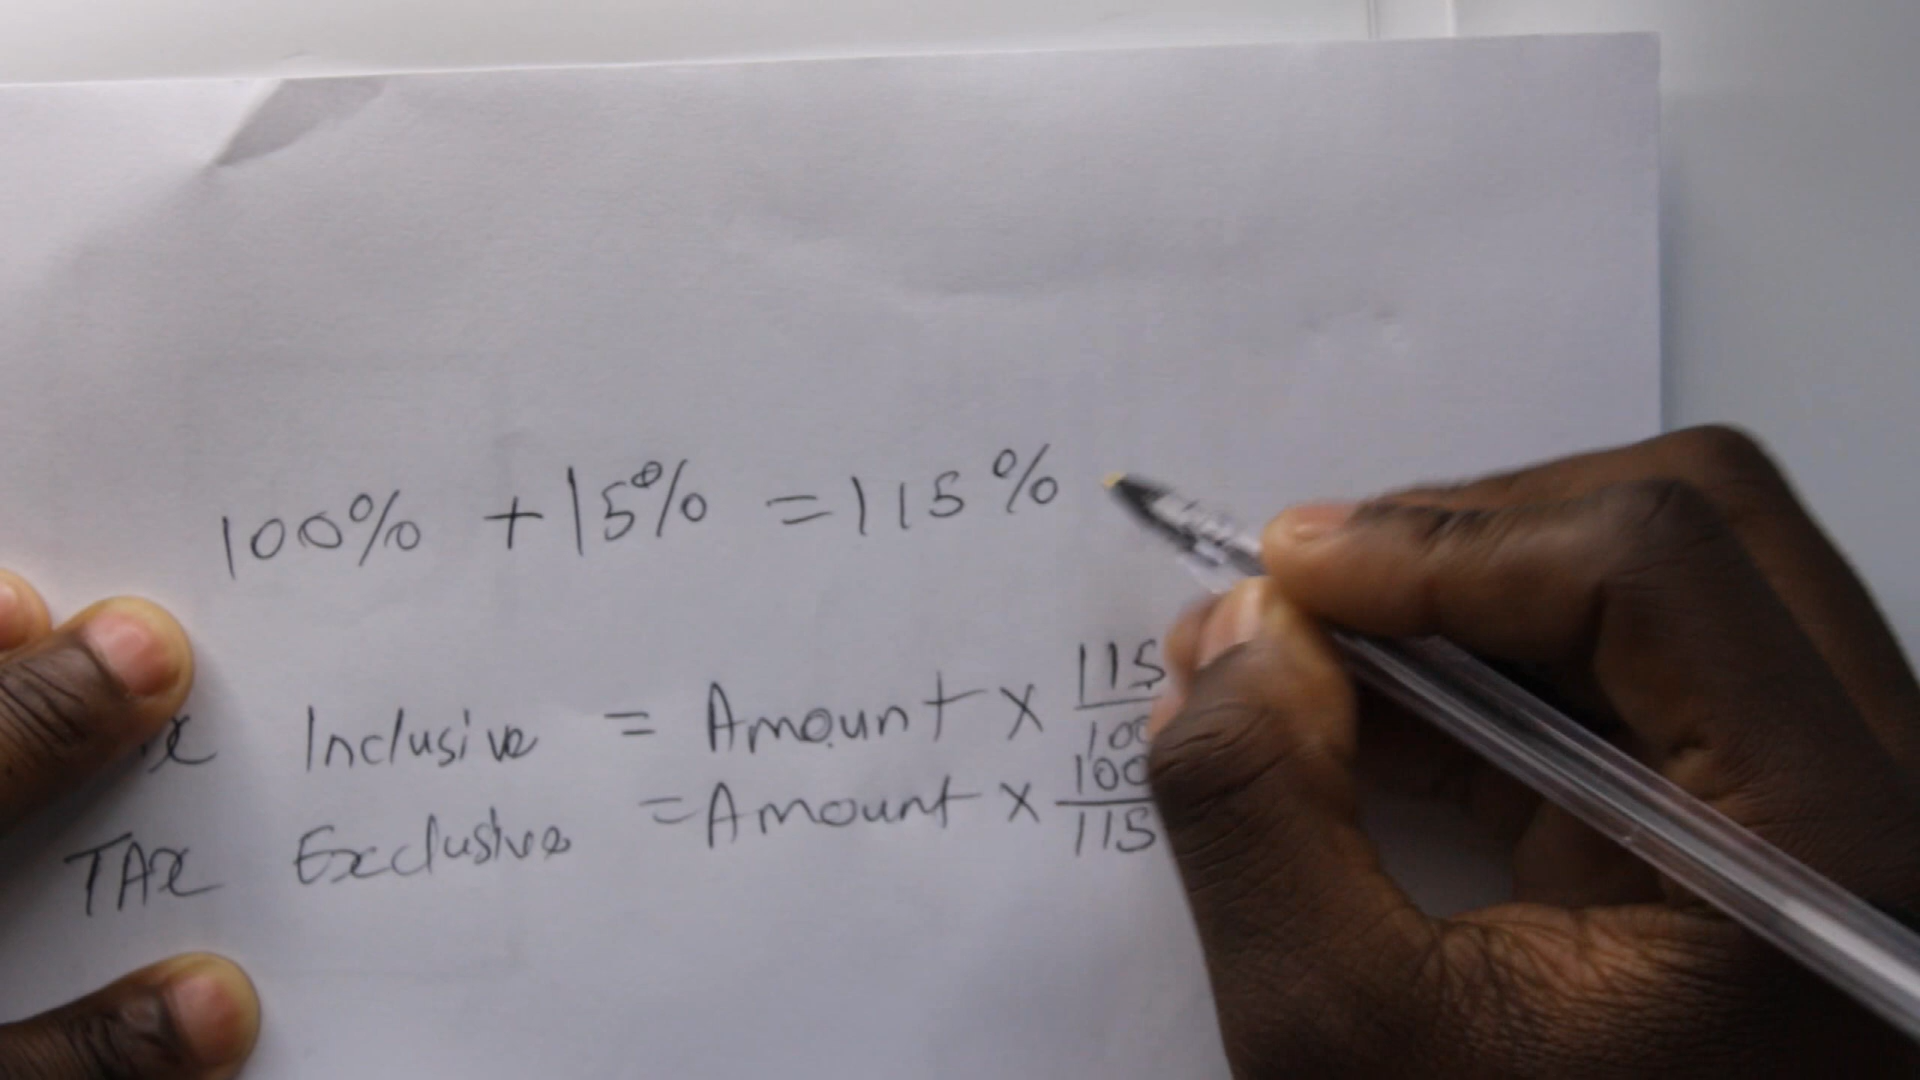 100% + 15% = 115%
Inclusive = Amount × 115/100
TAx Exclusive = Amount × 100/115